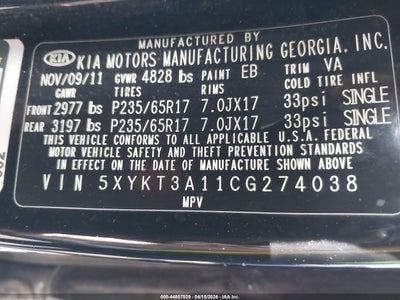 MANUFACTURED BY
KIA KIA MOTORS MANUFACTURING GEORGIA, INC.
NOV/09/11 GVWR 4828 lbs PAINT EB TRIM VA
GAWR TIRES RIMS COLD TIRE INFL
FRONT 2977 lbs P235/65R17 7.0JX17 33psi SINGLE
REAR 3197 lbs P235/65R17 7.0JX17 33psi SINGLE
THIS VEHICLE CONFORMS TO ALL APPLICABLE U.S.A. FEDERAL
MOTOR VEHICLE SAFETY AND THEFT PREVENTION STANDARDS
IN EFFECT ON THE DATE OF MANUFACTURE SHOWN ABOVE.
VIN 5XYKT3A11CG274038
MPV
000-44887529 - 04/15/2026 - IAA Inc.